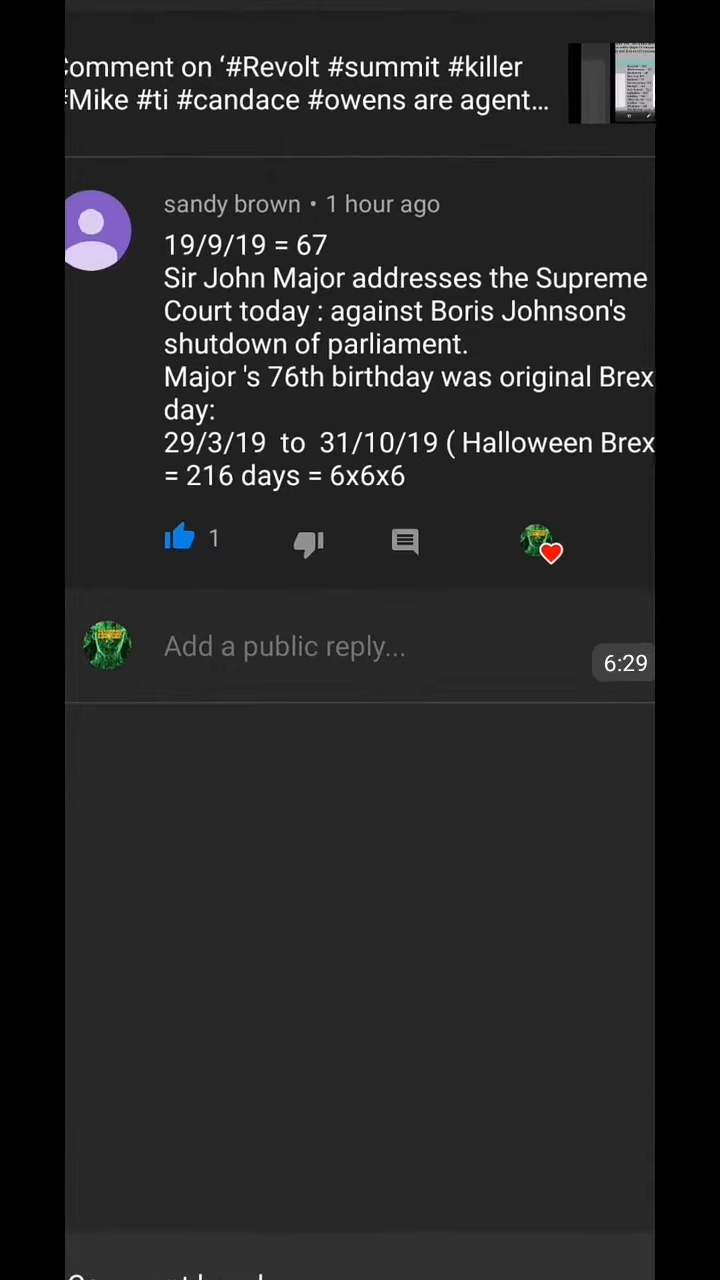 Comment on ‘#Revolt #summit #killer
#Mike #ti #candace #owens are agent...
sandy brown • 1 hour ago
19/9/19 = 67
Sir John Major addresses the Supreme
Court today : against Boris Johnson's
shutdown of parliament.
Major 's 76th birthday was original Brex
day:
29/3/19 to 31/10/19 ( Halloween Brex
= 216 days = 6x6x6
1
Add a public reply...
6:29